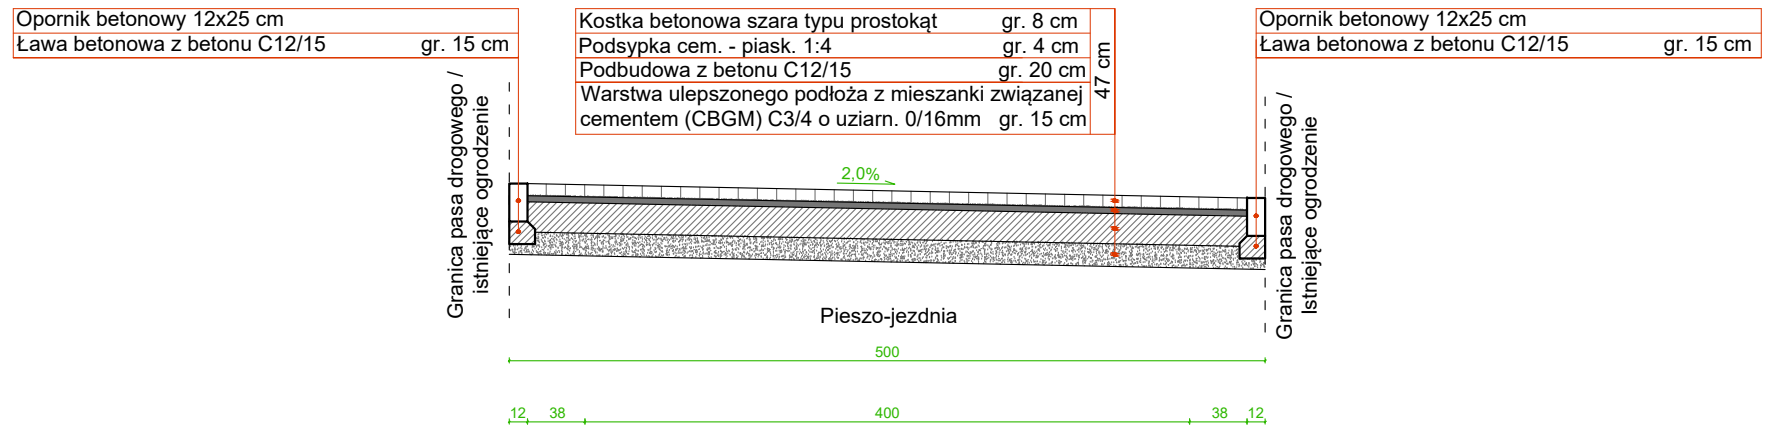 Opornik betonowy 12x25 cm
Ława betonowa z betonu C12/15 gr. 15 cm
Kostka betonowa szara typu prostokąt gr. 8 cm
Podsypka cem. - piask. 1:4 gr. 4 cm
Podbudowa z betonu C12/15 gr. 20 cm
Warstwa ulepszonego podłoża z mieszanki związanej
cementem (CBGM) C3/4 o uziarn. 0/16mm gr. 15 cm
47 cm
Opornik betonowy 12x25 cm
Ława betonowa z betonu C12/15 gr. 15 cm
Granica pasa drogowego /
istniejące ogrodzenie
2,0%
Granica pasa drogowego /
Istniejące ogrodzenie
Pieszo-jezdnia
500
12 38 400 38 12